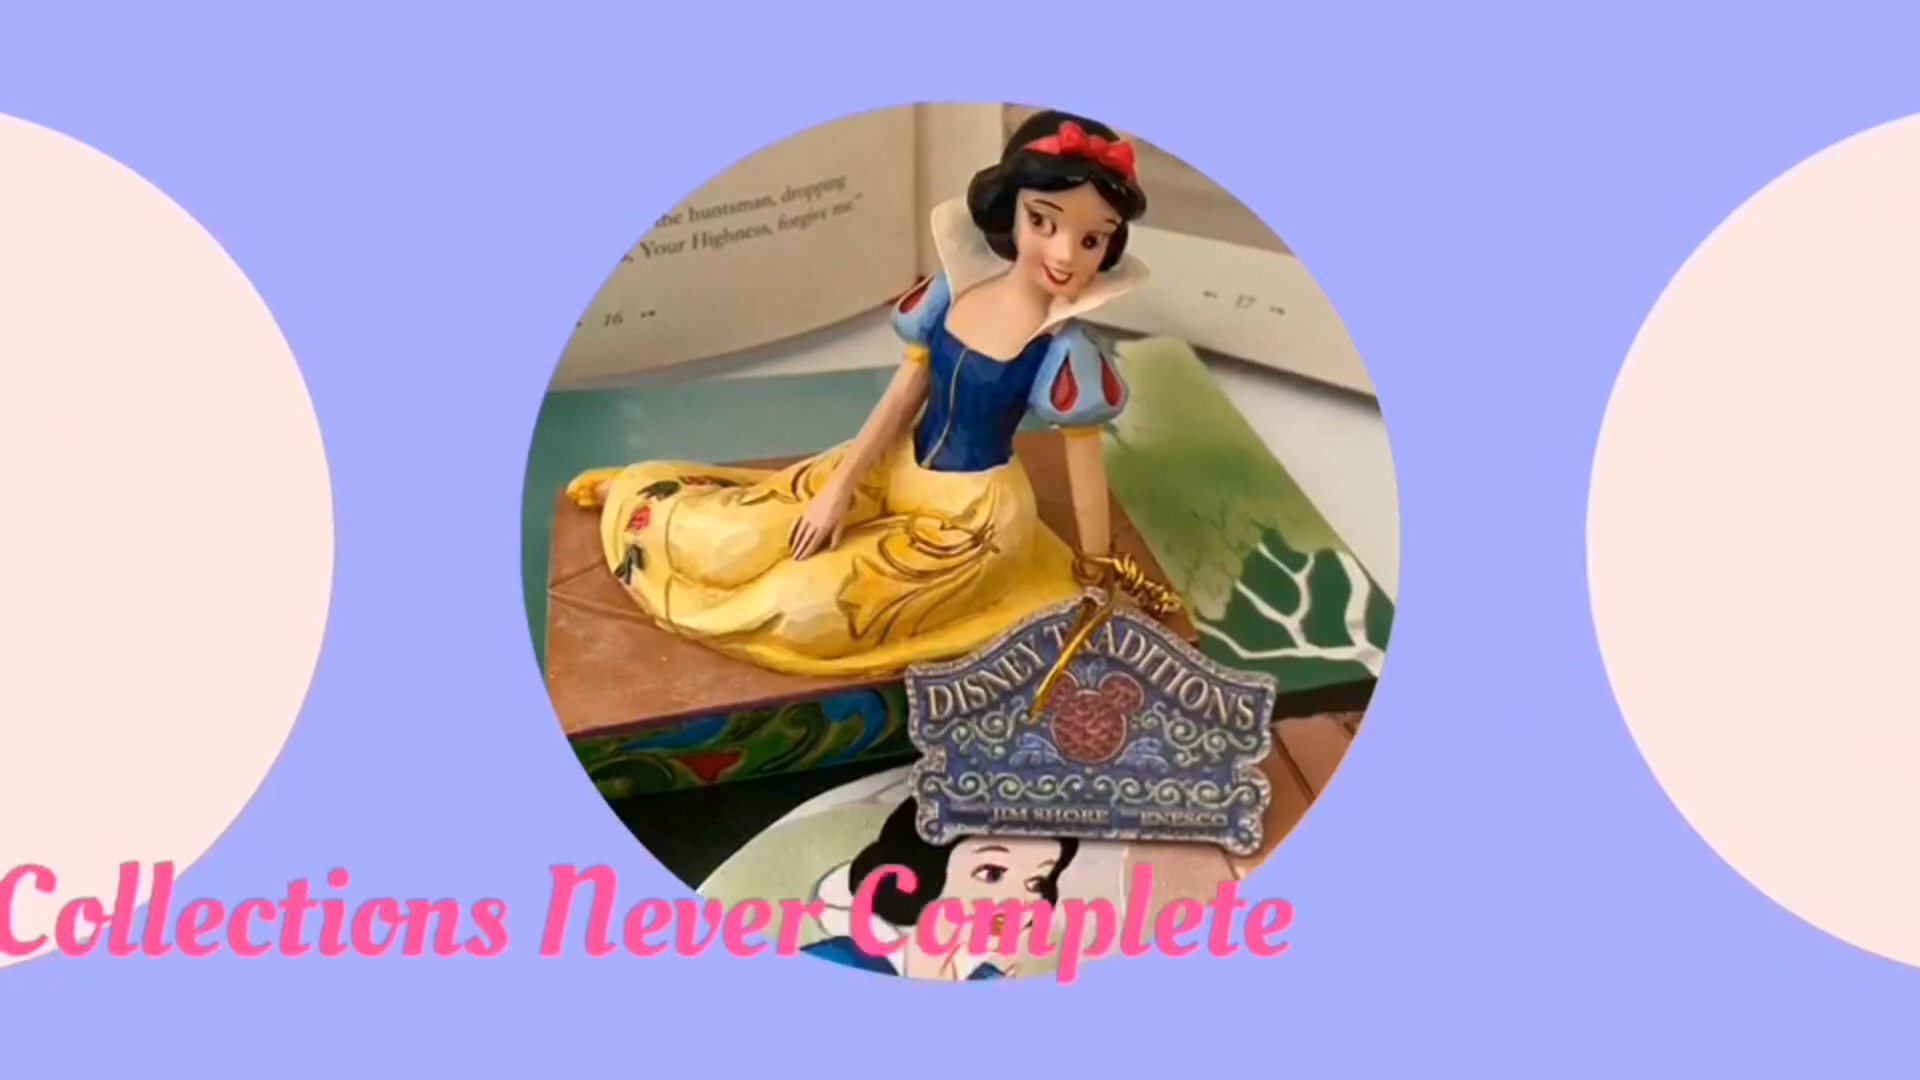 the huntsman, dropping
Your Highness, forgive me."
16
17
DISNEY TRADITIONS
JIM SHORE ENESCO
Collections Never Complete